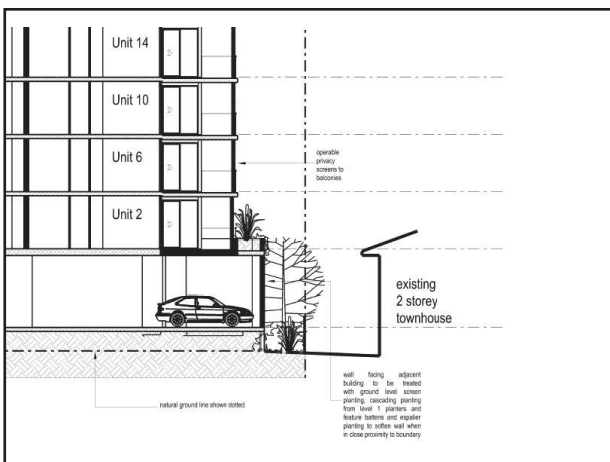 Unit 14
Unit 10
Unit 6
Unit 2
operable
privacy
screens to
balconies
existing
2 storey
townhouse
natural ground line shown dotted
wall facing adjacent
building to be treated
with ground level screen
planting, cascading planting
from level 1 planters and
feature battens and espalier
planting to soften wall when
in close proximity to boundary